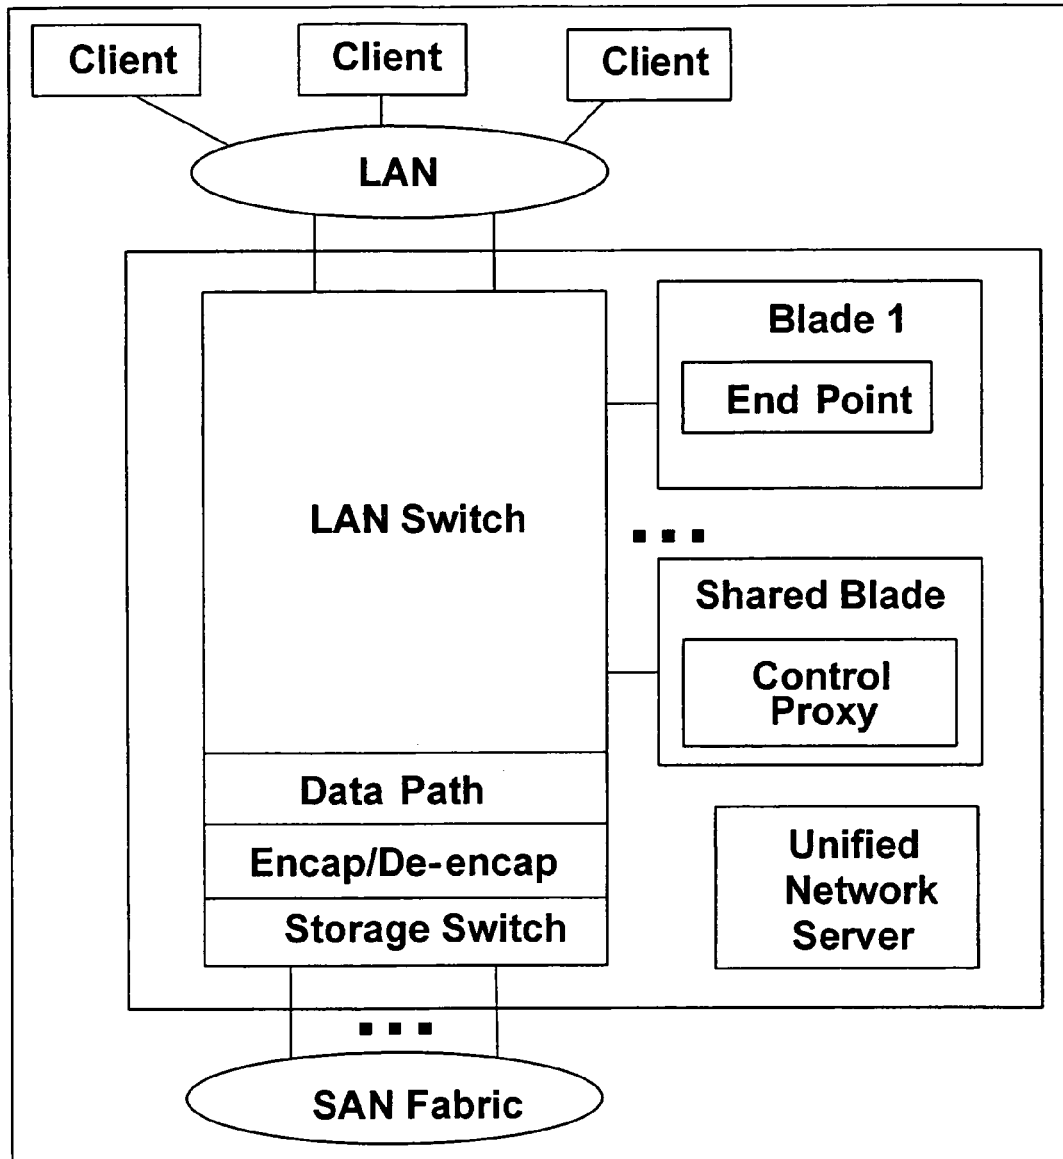 Client
Client
Client
LAN
Blade 1
End Point
LAN Switch
Shared Blade
Control
Proxy
Data Path
Encap/De-encap
Storage Switch
Unified
Network
Server
SAN Fabric